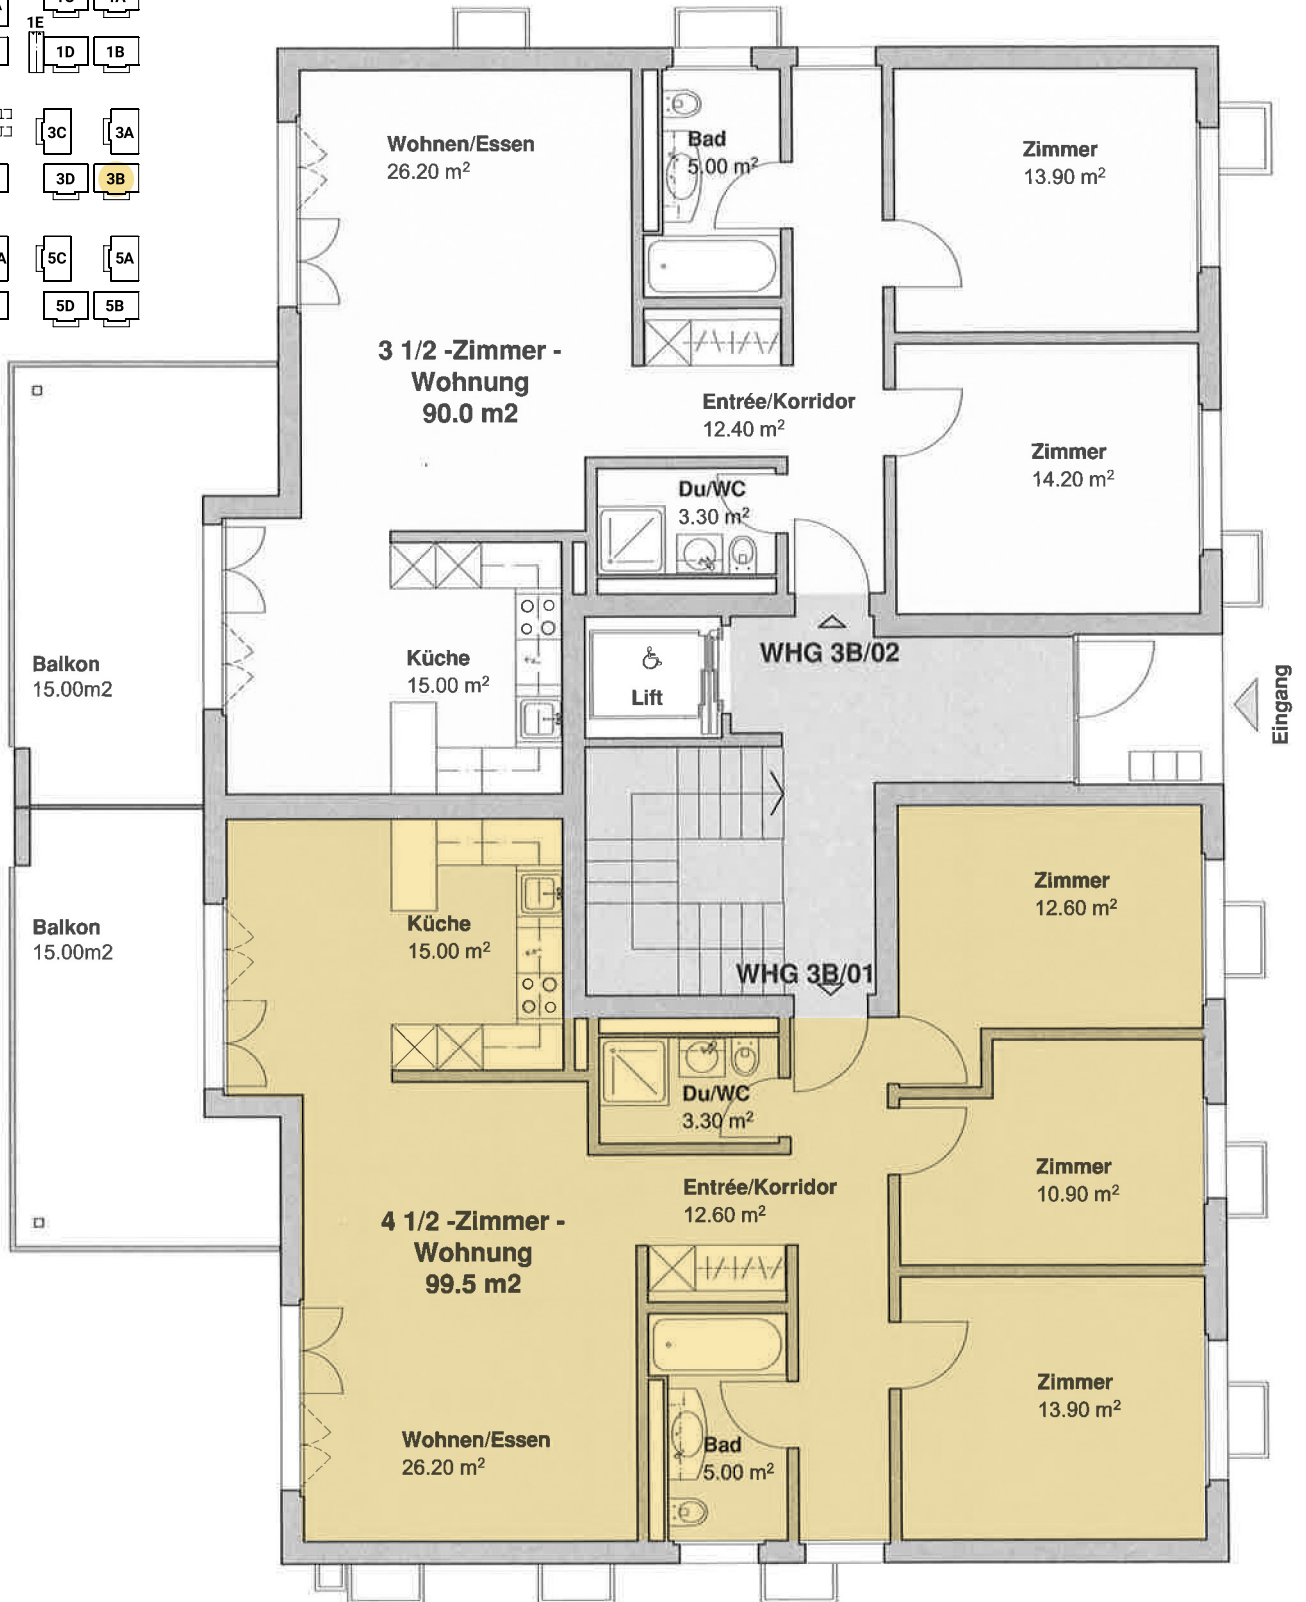 1E
1D
1B
3C
3A
3D
3B
5C
5A
5D
5B
Wohnen/Essen
26.20 m²
Bad
5.00 m²
Zimmer
13.90 m²
3 1/2 -Zimmer -
Wohnung
90.0 m2
Entrée/Korridor
12.40 m²
Zimmer
14.20 m²
Du/WC
3.30 m²
Balkon
15.00m2
Küche
15.00 m²
Lift
WHG 3B/02
Eingang
Balkon
15.00m2
Küche
15.00 m²
WHG 3B/01
Zimmer
12.60 m²
Du/WC
3.30 m²
Zimmer
10.90 m²
Entrée/Korridor
12.60 m²
4 1/2 -Zimmer -
Wohnung
99.5 m2
Zimmer
13.90 m²
Wohnen/Essen
26.20 m²
Bad
5.00 m²